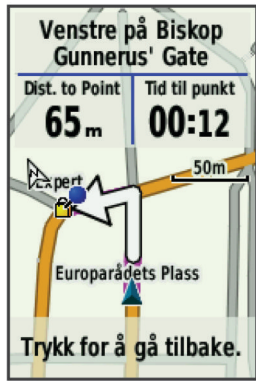 Venstre på Biskop
Gunnerus' Gate
Dist. to Point
Tid til punkt
65 m
00:12
50m
Expert
Europarådets Plass
Trykk for å gå tilbake.